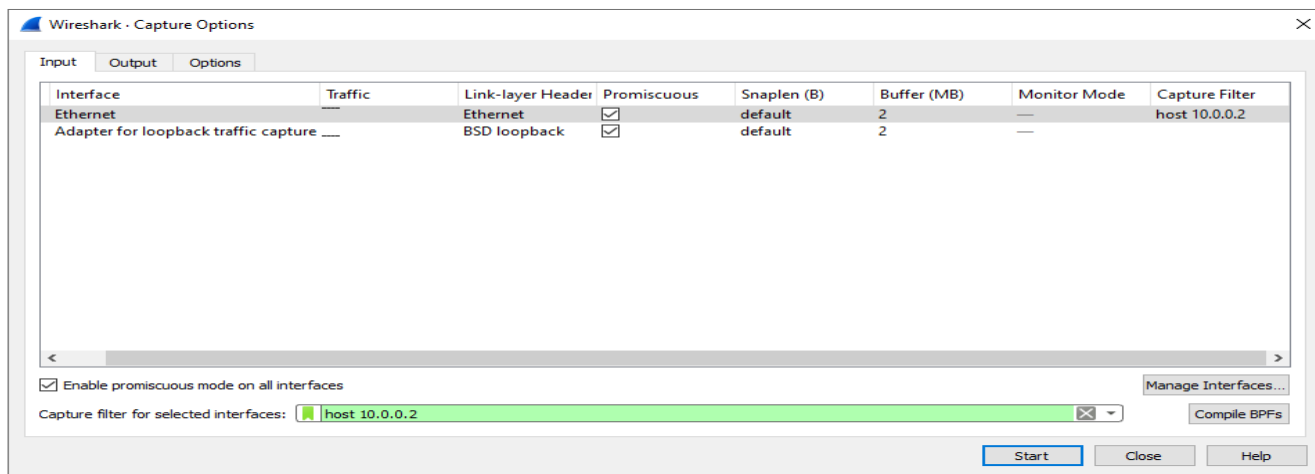 Wireshark · Capture Options
Input Output Options
Interface Traffic Link-layer Header Promiscuous Snaplen (B) Buffer (MB) Monitor Mode Capture Filter
Ethernet Ethernet default 2 — host 10.0.0.2
Adapter for loopback traffic capture BSD loopback default 2 —
Enable promiscuous mode on all interfaces Manage Interfaces...
Capture filter for selected interfaces: host 10.0.0.2 Compile BPFs
Start Close Help